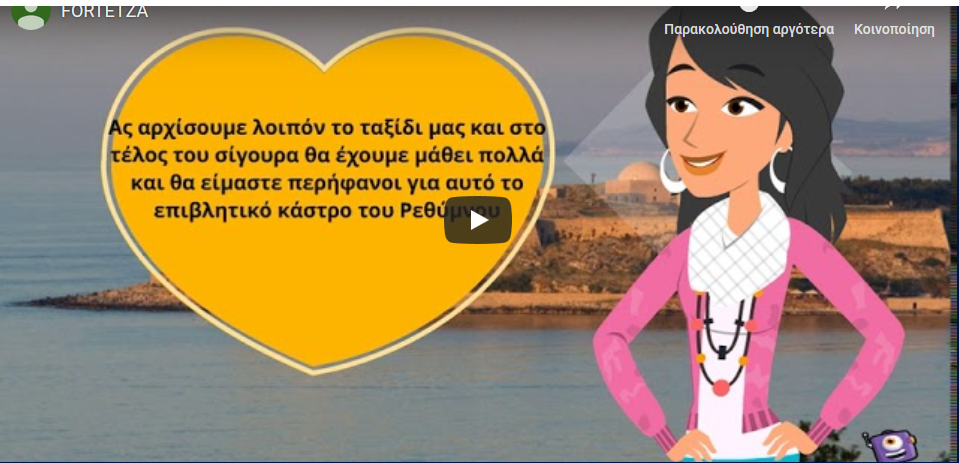 FORTETZA
Παρακολούθηση αργότερα
Κοινοποίηση
Ας αρχίσουμε λοιπόν το ταξίδι μας και στο
τέλος του σίγουρα θα έχουμε μάθει πολλά
και θα είμαστε περήφανοι για αυτό το
επιβλητικό κάστρο του Ρεθύμνου